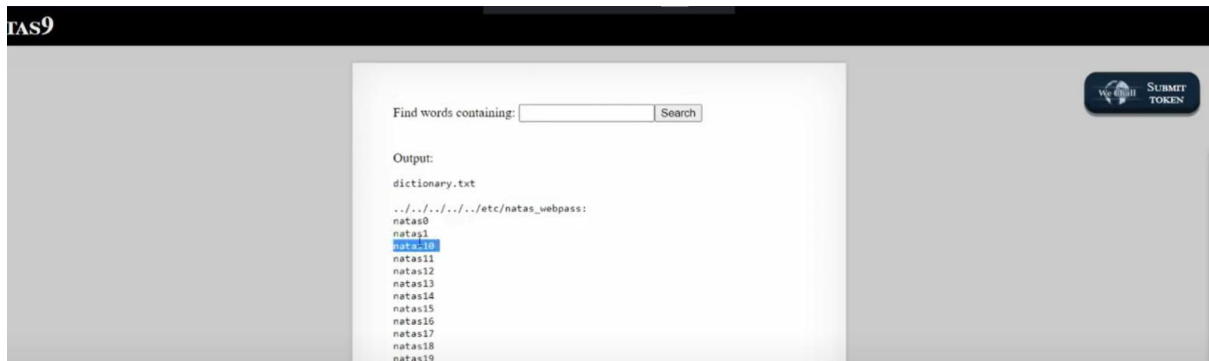 TAS9
We Chall SUBMIT
TOKEN
Find words containing: Search
Output:
dictionary.txt
../../../../../etc/natas_webpass:
natas0
natas1
natas10
natas11
natas12
natas13
natas14
natas15
natas16
natas17
natas18
natas19